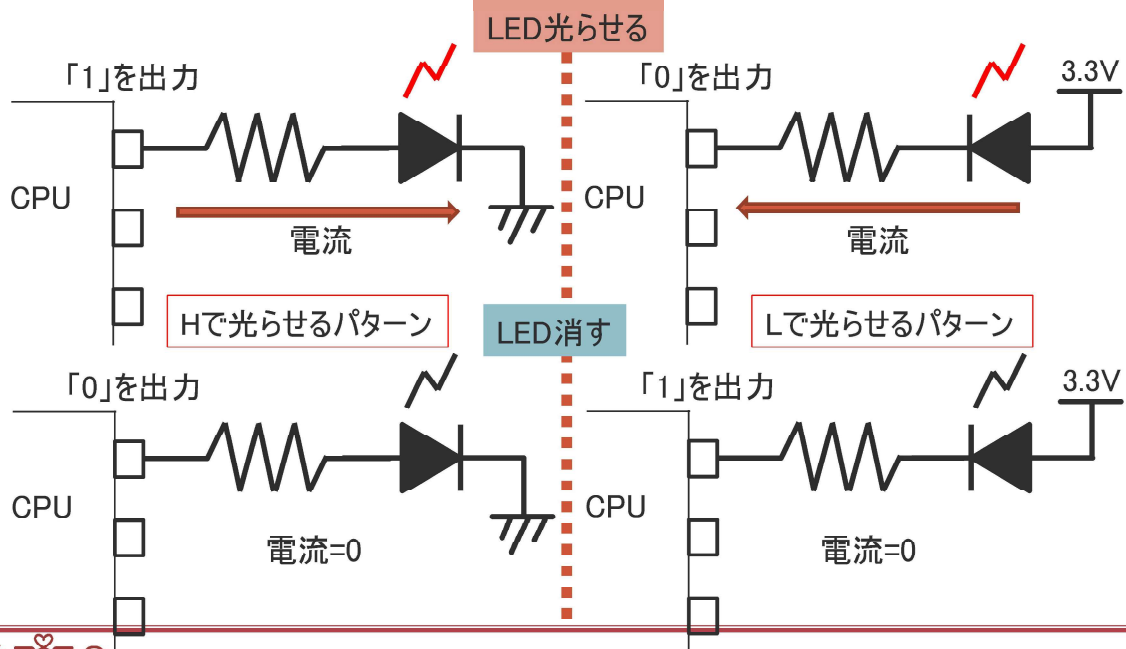 LED光らせる
「1」を出力
CPU
電流
Hで光らせるパターン
「0」を出力
3.3V
CPU
電流
Lで光らせるパターン
LED消す
「0」を出力
CPU
電流=0
「1」を出力
3.3V
CPU
電流=0